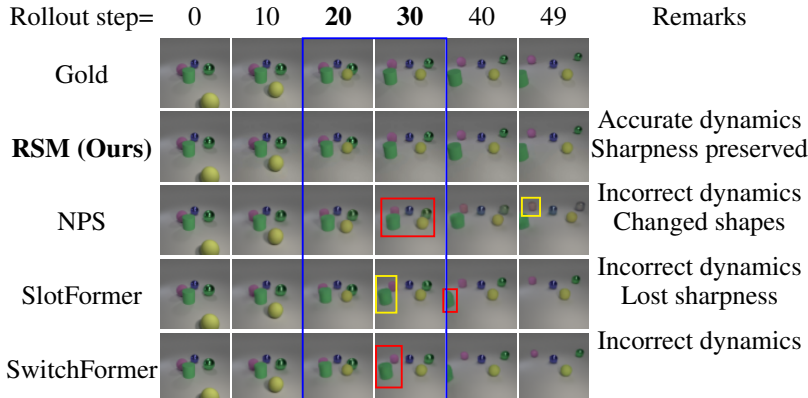 Rollout step= 0 10 20 30 40 49 Remarks
Gold
RSM (Ours)
Accurate dynamics
Sharpness preserved
NPS
Incorrect dynamics
Changed shapes
SlotFormer
Incorrect dynamics
Lost sharpness
SwitchFormer
Incorrect dynamics